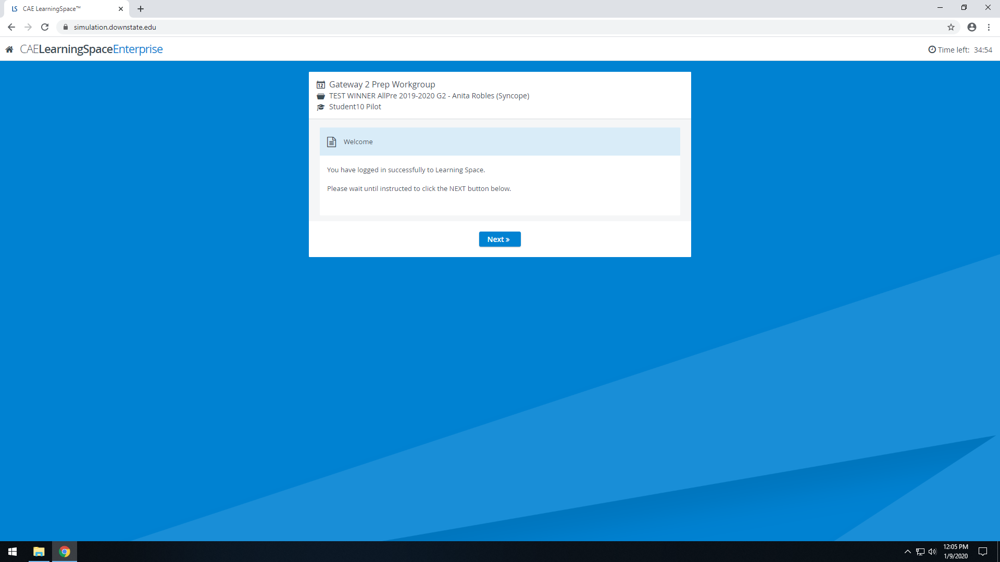 LS CAE LearningSpace™
simulation.downstate.edu
CAELearningSpaceEnterprise
Time left: 34:54
12 Gateway 2 Prep Workgroup
TEST WINNER AllPre 2019-2020 G2 - Anita Robles (Syncope)
Student10 Pilot
Welcome
You have logged in successfully to Learning Space.
Please wait until instructed to click the NEXT button below.
Next »
12:05 PM
1/9/2020